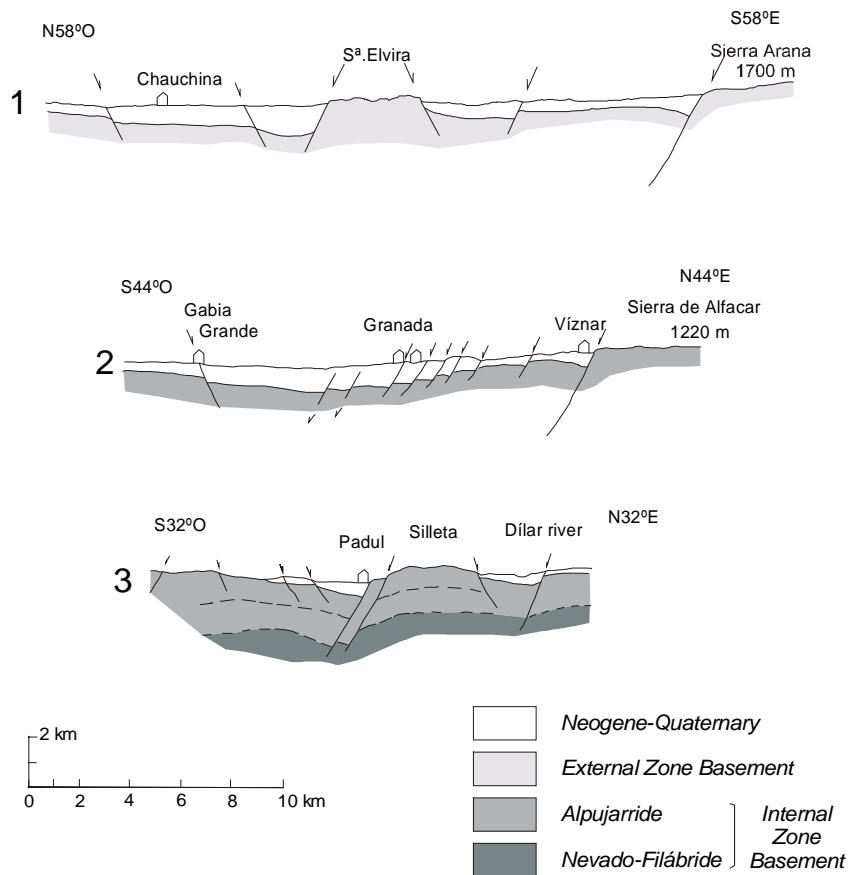 N58ºO
S58ºE
Sª.Elvira
Sierra Arana
1700 m
Chauchina
1
S44ºO
N44ºE
Gabia
Grande
Granada
Víznar
Sierra de Alfacar
1220 m
2
S32ºO
N32ºE
Padul
Silleta
Dílar river
3
2 km
0 2 4 6 8 10 km
Neogene-Quaternary
External Zone Basement
Alpujarride
Nevado-Filábride
Internal
Zone
Basement